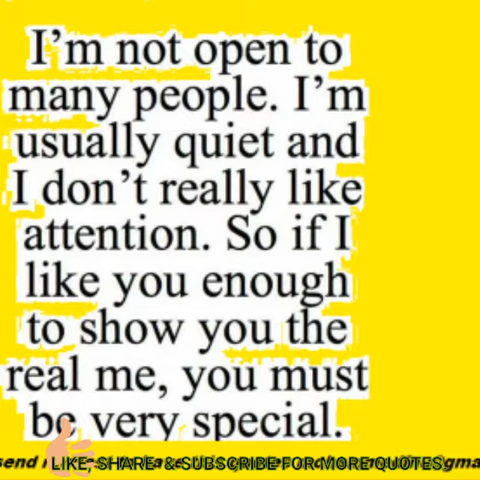 I'm not open to
many people. I'm
usually quiet and
I don't really like
attention. So if I
like you enough
to show you the
real me, you must
be very special.
send
LIKE, SHARE & SUBSCRIBE FOR MORE QUOTES